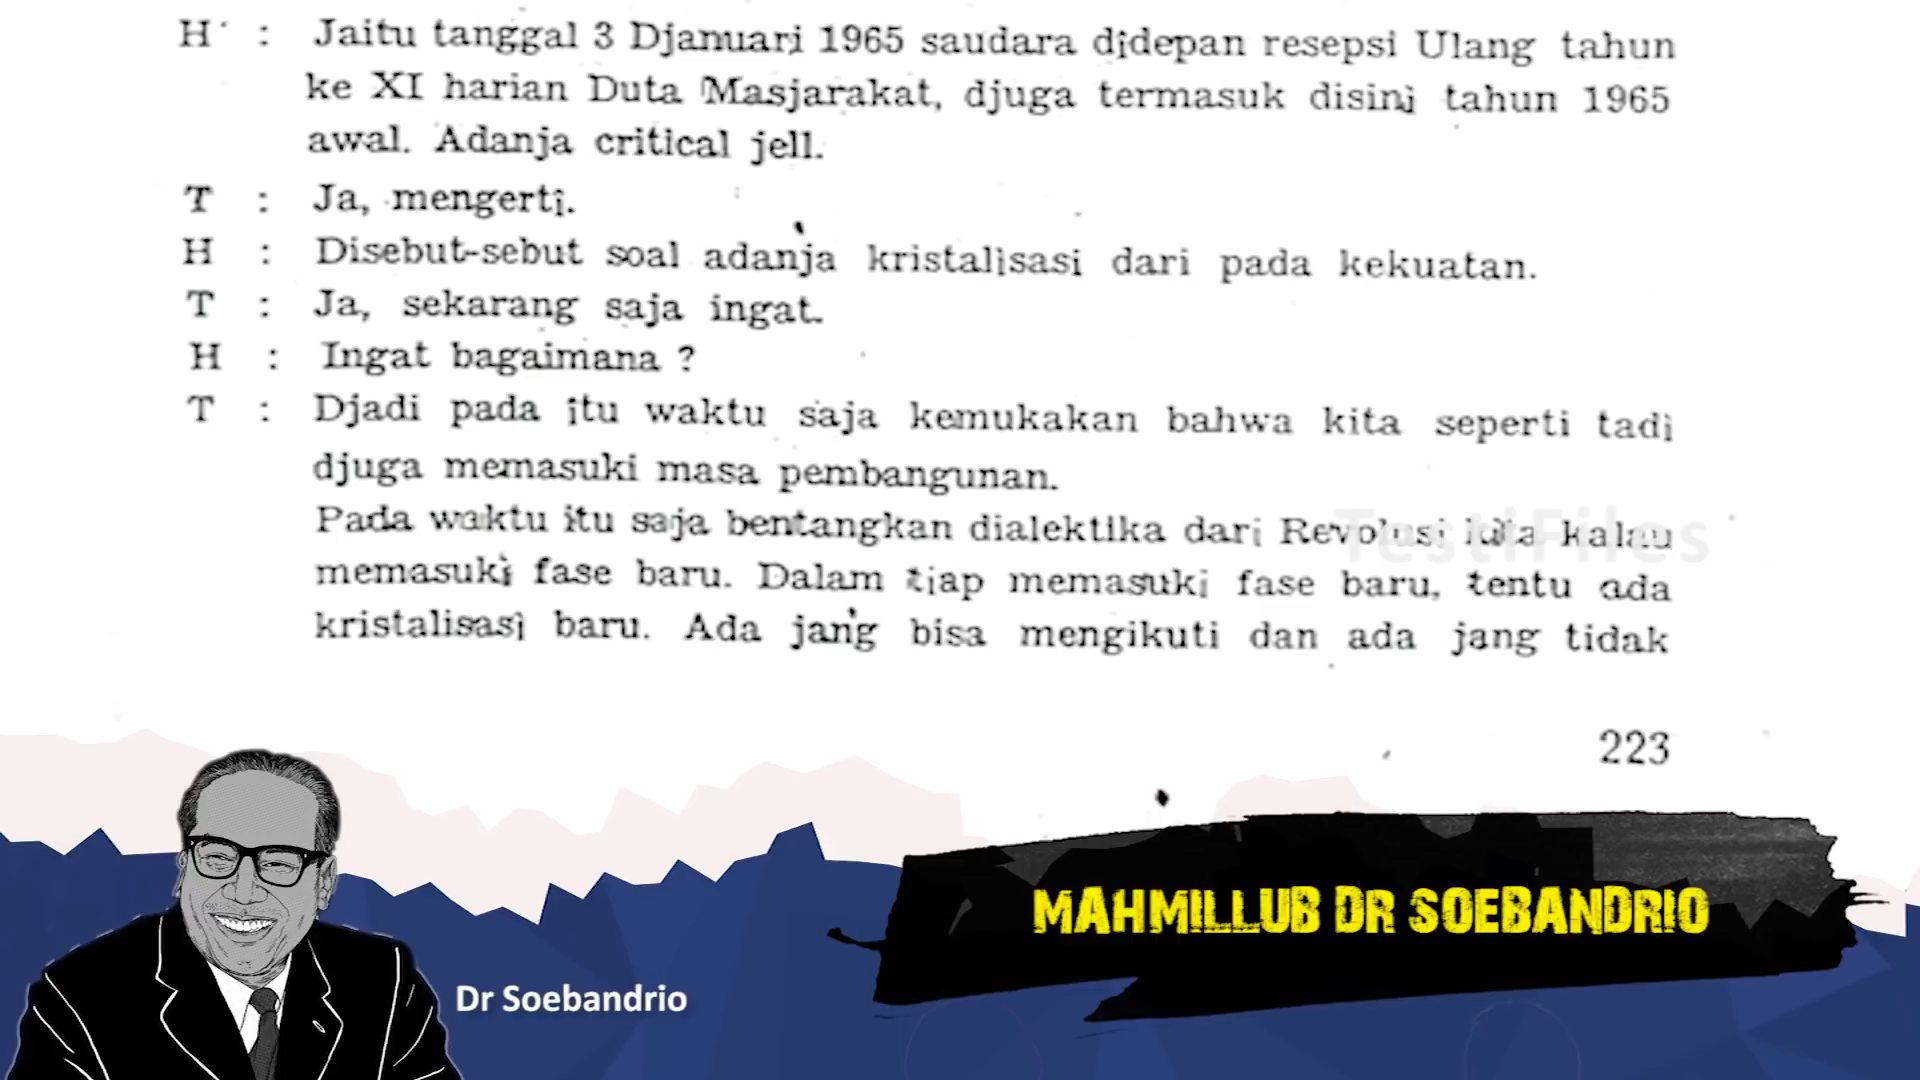 H : Jaitu tanggal 3 Djanuari 1965 saudara didepan resepsi Ulang tahun
ke XI harian Duta Masjarakat, djuga termasuk disini tahun 1965
awal. Adanja critical jell.
T : Ja, mengerti.
H : Disebut-sebut soal adanja kristalisasi dari pada kekuatan.
T : Ja, sekarang saja ingat.
H : Ingat bagaimana ?
T : Djadi pada itu waktu saja kemukakan bahwa kita seperti tadi
djuga memasuki masa pembangunan.
Pada waktu itu saja bentangkan dialektika dari Revolusi kita kalau
memasuki fase baru. Dalam tiap memasuki fase baru, tentu ada
kristalisasi baru. Ada jang bisa mengikuti dan ada jang tidak
TestiFiles
223
MAHMILLUB DR SOEBANDRIO
Dr Soebandrio